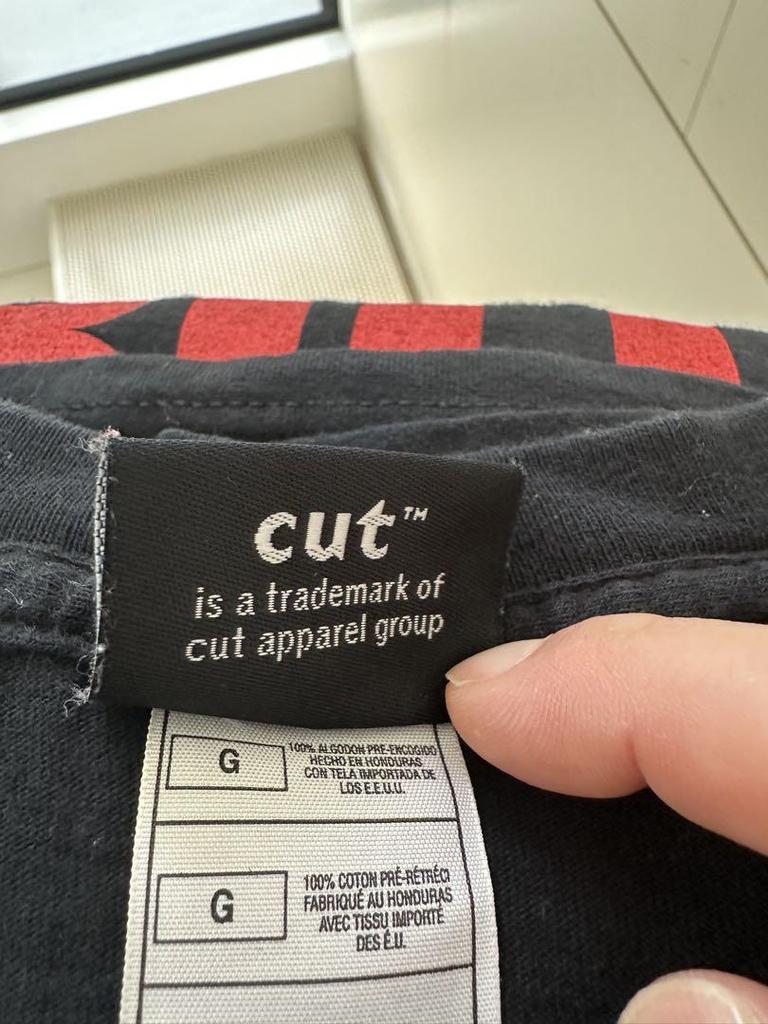 cut™
is a trademark of
cut apparel group
G
100% ALGODON PRE-ENCOGIDO
HECHO EN HONDURAS
CON TELA IMPORTADA DE
LOS E.E.U.U.
G
100% COTON PRÉ-RÉTRÉCI
FABRIQUÉ AU HONDURAS
AVEC TISSU IMPORTÉ
DES É.U.